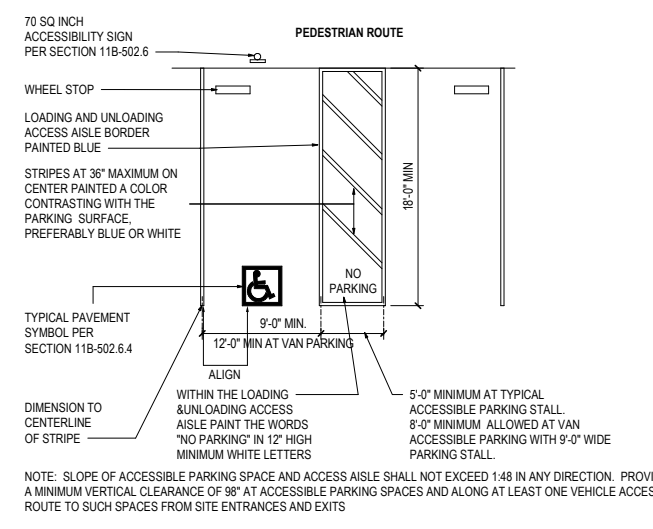 70 SQ INCH
ACCESSIBILITY SIGN
PER SECTION 11B-502.6
PEDESTRIAN ROUTE
WHEEL STOP
LOADING AND UNLOADING
ACCESS AISLE BORDER
PAINTED BLUE
STRIPES AT 36" MAXIMUM ON
CENTER PAINTED A COLOR
CONTRASTING WITH THE
PARKING SURFACE,
PREFERABLY BLUE OR WHITE
18'-0" MIN
NO
PARKING
TYPICAL PAVEMENT
SYMBOL PER
SECTION 11B-502.6.4
9'-0" MIN.
12'-0" MIN AT VAN PARKING
ALIGN
DIMENSION TO
CENTERLINE
OF STRIPE
WITHIN THE LOADING
&UNLOADING ACCESS
AISLE PAINT THE WORDS
"NO PARKING" IN 12" HIGH
MINIMUM WHITE LETTERS
5'-0" MINIMUM AT TYPICAL
ACCESSIBLE PARKING STALL.
8'-0" MINIMUM ALLOWED AT VAN
ACCESSIBLE PARKING WITH 9'-0" WIDE
PARKING STALL.
NOTE: SLOPE OF ACCESSIBLE PARKING SPACE AND ACCESS AISLE SHALL NOT EXCEED 1:48 IN ANY DIRECTION. PROVI
A MINIMUM VERTICAL CLEARANCE OF 98" AT ACCESSIBLE PARKING SPACES AND ALONG AT LEAST ONE VEHICLE ACCES
ROUTE TO SUCH SPACES FROM SITE ENTRANCES AND EXITS